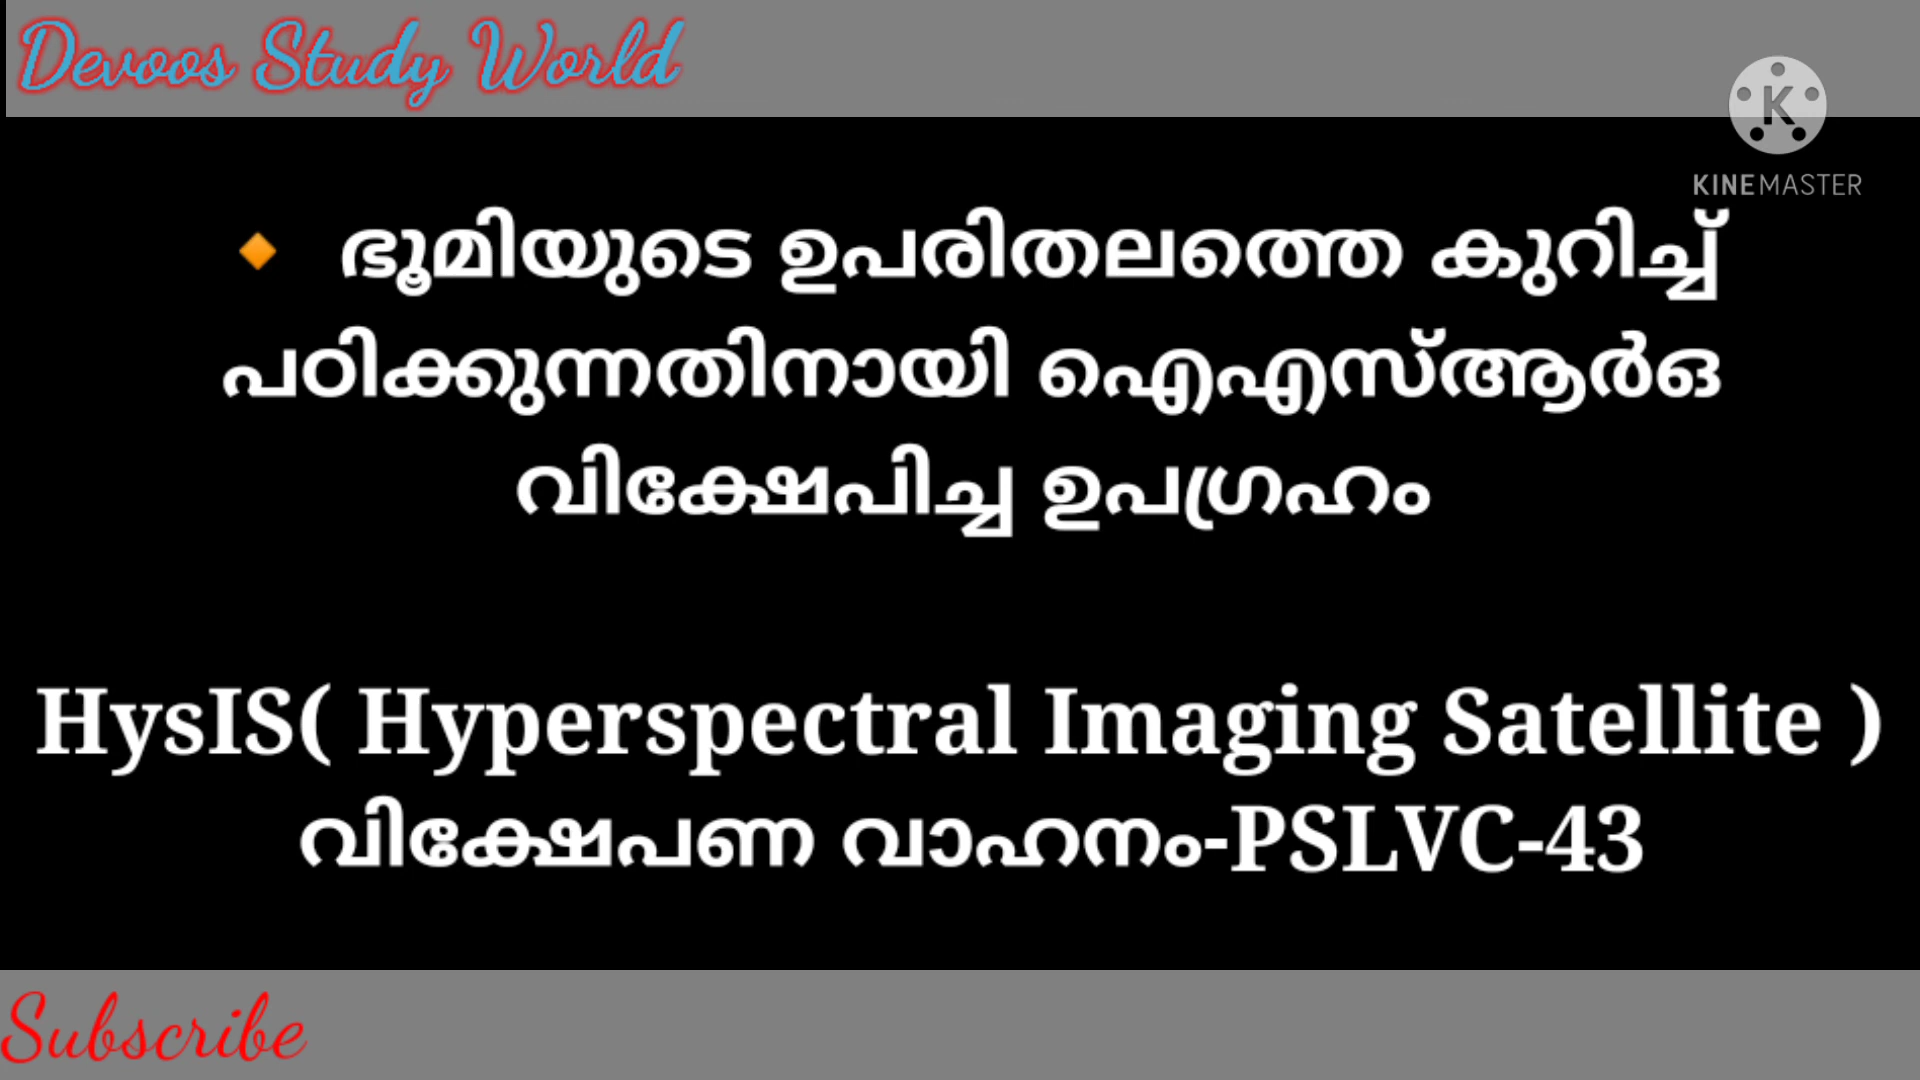 Devoos Study World
K
KINEMASTER
🔸 ഭൂമിയുടെ ഉപരിതലത്തെ കുറിച്ച്
പഠിക്കുന്നതിനായി ഐഎസ്ആർഒ
വിക്ഷേപിച്ച ഉപഗ്രഹം
HysIS( Hyperspectral Imaging Satellite )
വിക്ഷേപണ വാഹനം-PSLVC-43
Subscribe